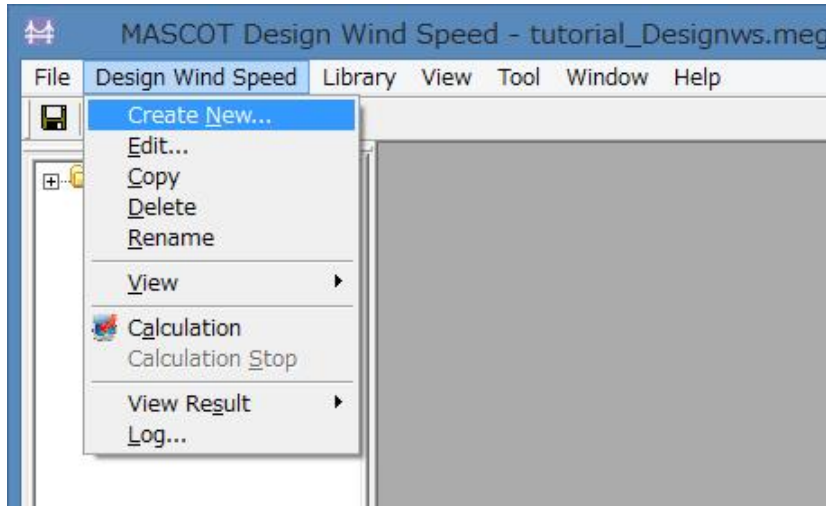 MASCOT Design Wind Speed - tutorial_Designws.meg
File Design Wind Speed Library View Tool Window Help
Create New...
Edit...
Copy
Delete
Rename
View
Calculation
Calculation Stop
View Result
Log...